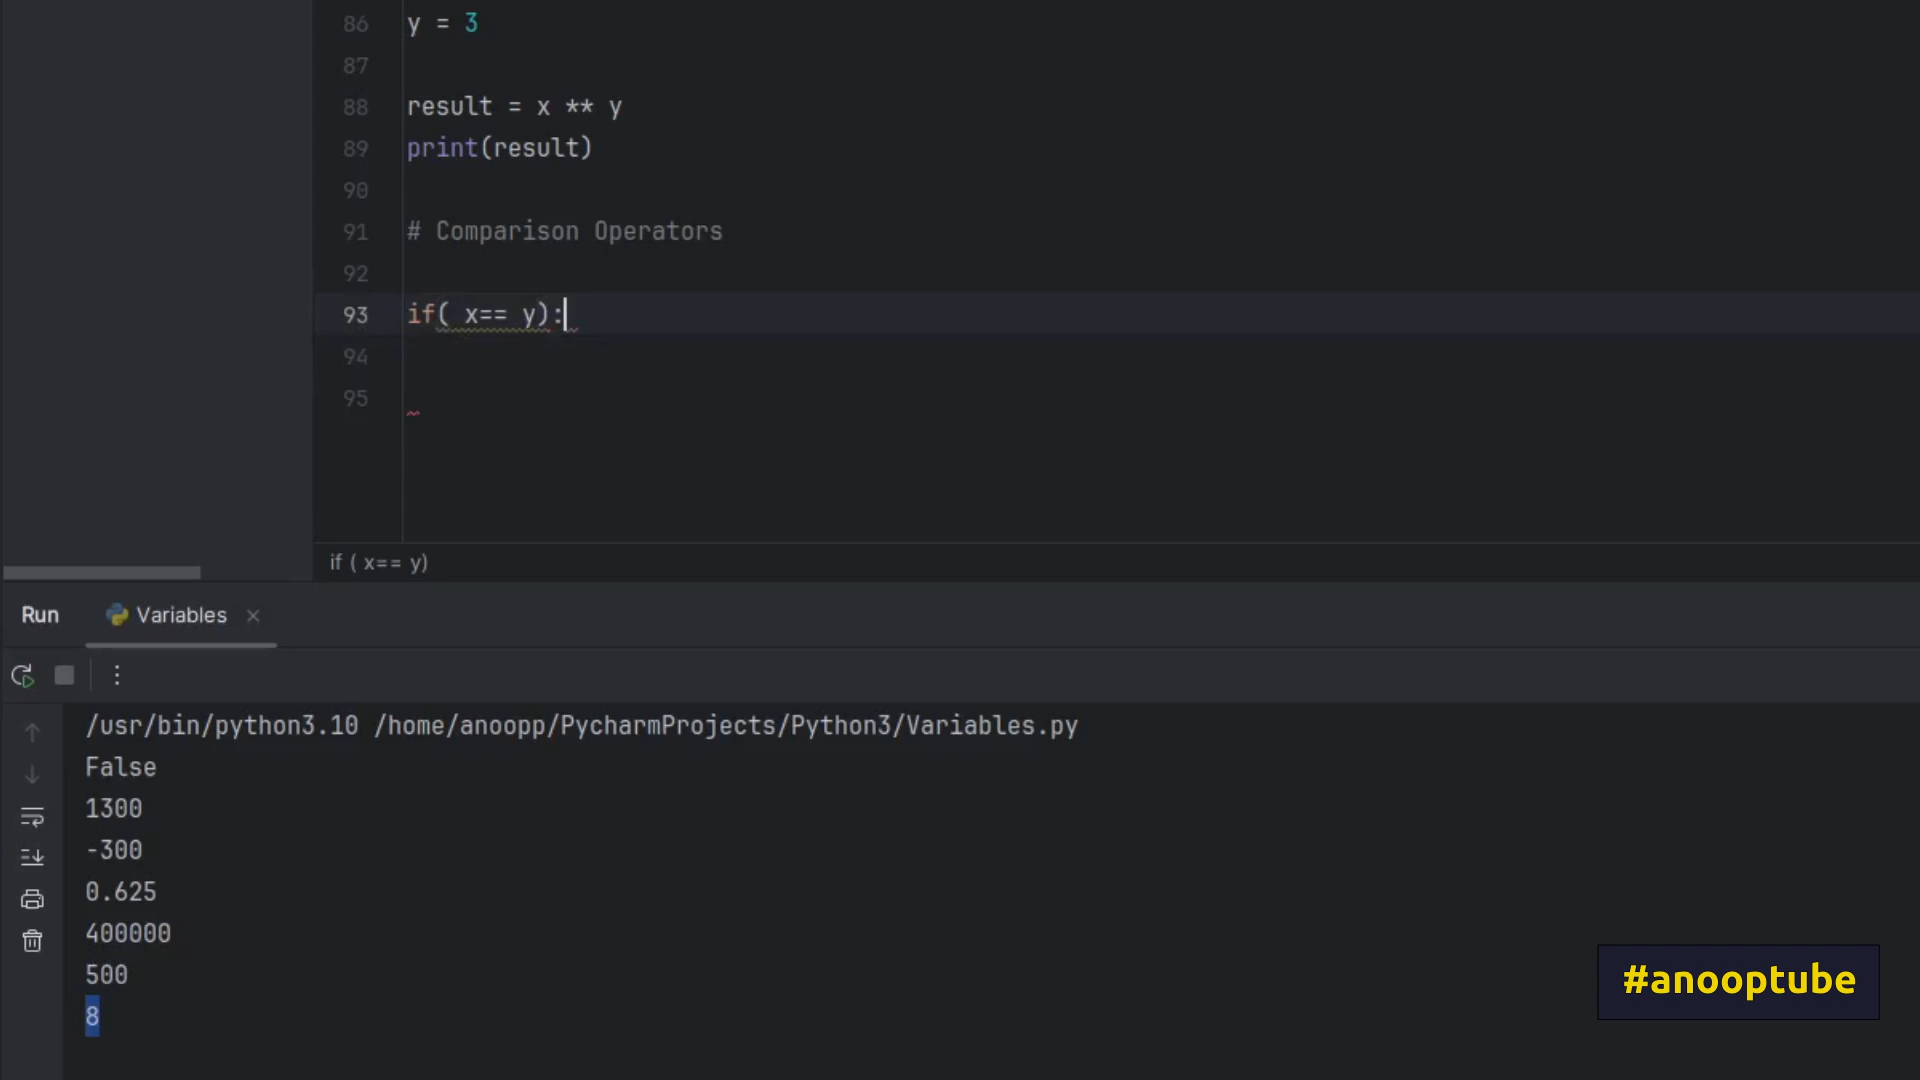 86 y = 3
87
88 result = x ** y
89 print(result)
90
91 # Comparison Operators
92
93 if( x== y):
94
95
if ( x== y)
Run Variables
/usr/bin/python3.10 /home/anoopp/PycharmProjects/Python3/Variables.py
False
1300
-300
0.625
400000
500
8
#anooptube